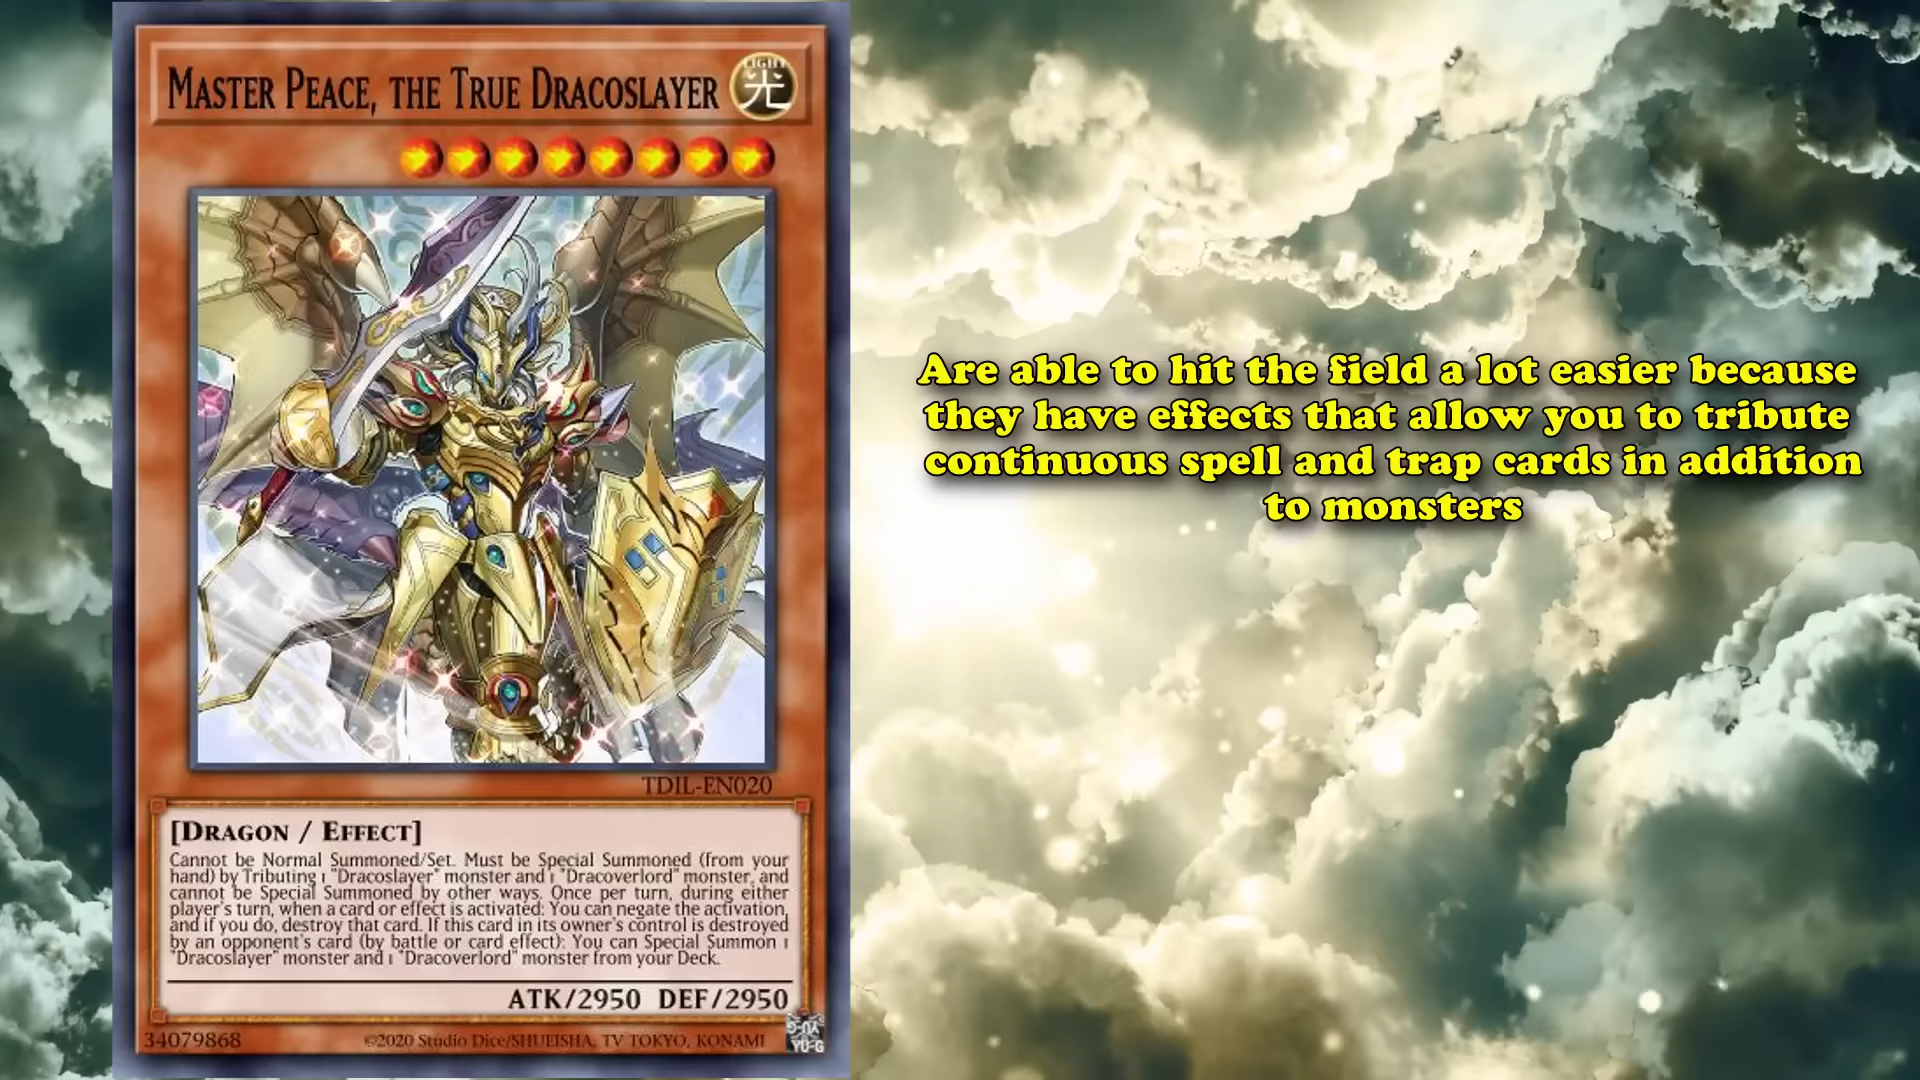 MASTER PEACE, THE TRUE DRACOSLAYER
LIGHT
光
TDIL-EN020
[DRAGON / EFFECT]
Cannot be Normal Summoned/Set. Must be Special Summoned (from your
hand) by Tributing 1 "Dracoslayer" monster and 1 "Dracoverlord" monster, and
cannot be Special Summoned by other ways. Once per turn, during either
player's turn, when a card or effect is activated: You can negate the activation,
and if you do, destroy that card. If this card in its owner's control is destroyed
by an opponent's card (by battle or card effect): You can Special Summon 1
"Dracoslayer" monster and 1 "Dracoverlord" monster from your Deck.
ATK/2950 DEF/2950
34079868
©2020 Studio Dice/SHUEISHA, TV TOKYO, KONAMI
Are able to hit the field a lot easier because
they have effects that allow you to tribute
continuous spell and trap cards in addition
to monsters